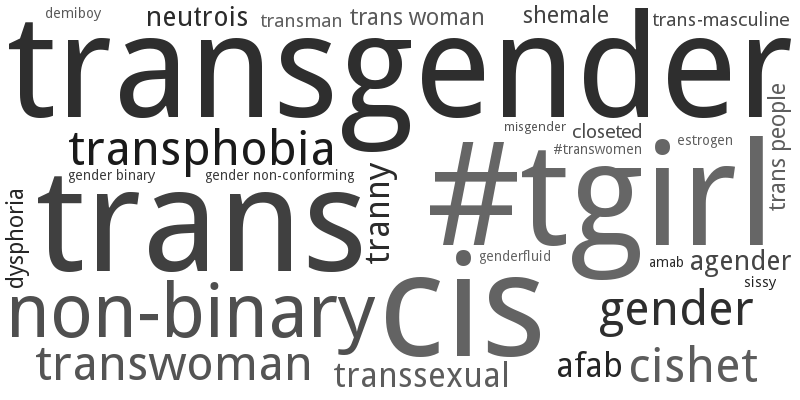 demiboy
neutrois
transman
trans woman
shemale
trans-masculine
transgender
transphobia
misgender
closeted
#transwomen
estrogen
trans people
gender binary
gender non-conforming
dysphoria
trans
tranny
#tgirl
genderfluid
amab
agender
sissy
non-binary
cis
gender
transwoman
transsexual
afab
cishet